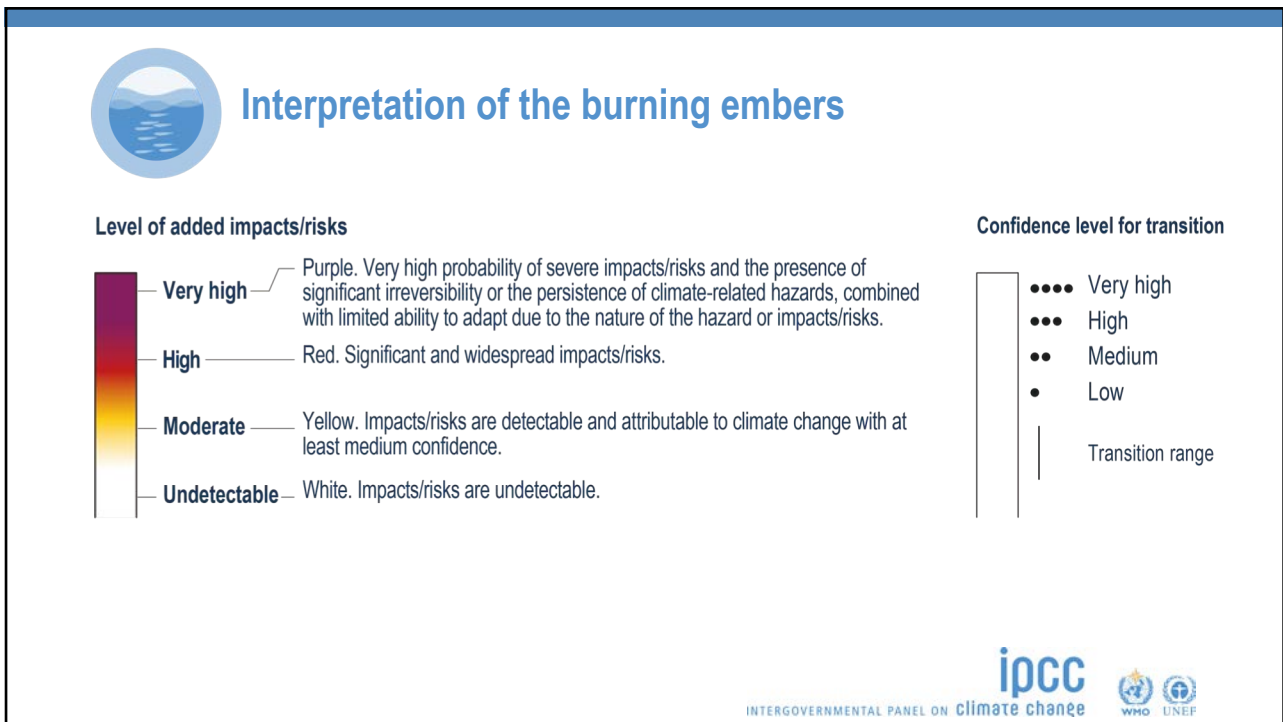 Interpretation of the burning embers
Level of added impacts/risks
Very high
Purple. Very high probability of severe impacts/risks and the presence of
significant irreversibility or the persistence of climate-related hazards, combined
with limited ability to adapt due to the nature of the hazard or impacts/risks.
High
Red. Significant and widespread impacts/risks.
Moderate
Yellow. Impacts/risks are detectable and attributable to climate change with at
least medium confidence.
Undetectable
White. Impacts/risks are undetectable.
Confidence level for transition
•••• Very high
••• High
•• Medium
• Low
Transition range
ipcc
INTERGOVERNMENTAL PANEL ON climate change
WMO UNEP